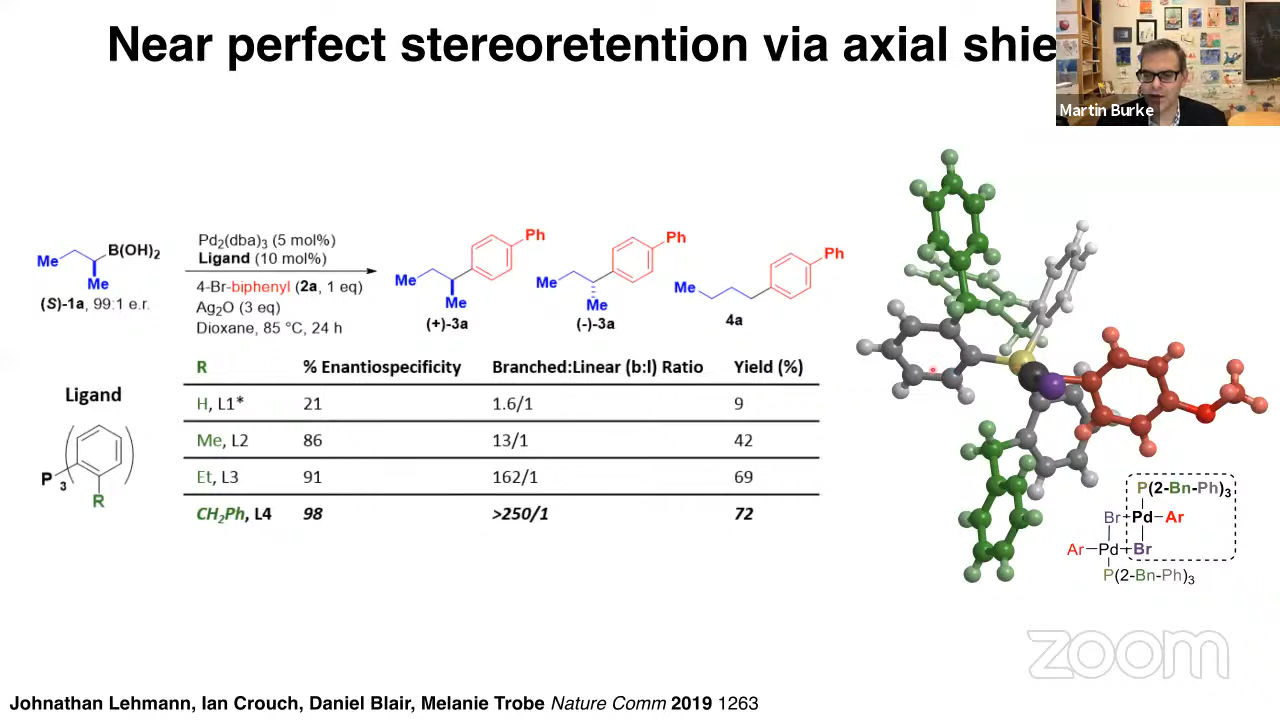 Near perfect stereoretention via axial shie
Martin Burke
Me
B(OH)2
Me
(S)-1a, 99:1 e.r.
Pd2(dba)3 (5 mol%)
Ligand (10 mol%)
4-Br-biphenyl (2a, 1 eq)
Ag2O (3 eq)
Dioxane, 85 °C, 24 h
Ph
Me
Me
(+)-3a
Ph
Me
Me
(-)-3a
Ph
Me
4a
Ligand
P
3
R
R % Enantiospecificity Branched:Linear (b:l) Ratio Yield (%)
H, L1* 21 1.6/1 9
Me, L2 86 13/1 42
Et, L3 91 162/1 69
CH2Ph, L4 98 >250/1 72
P(2-Bn-Ph)3
Br Pd Ar
Ar Pd Br
P(2-Bn-Ph)3
zoom
Johnathan Lehmann, Ian Crouch, Daniel Blair, Melanie Trobe Nature Comm 2019 1263